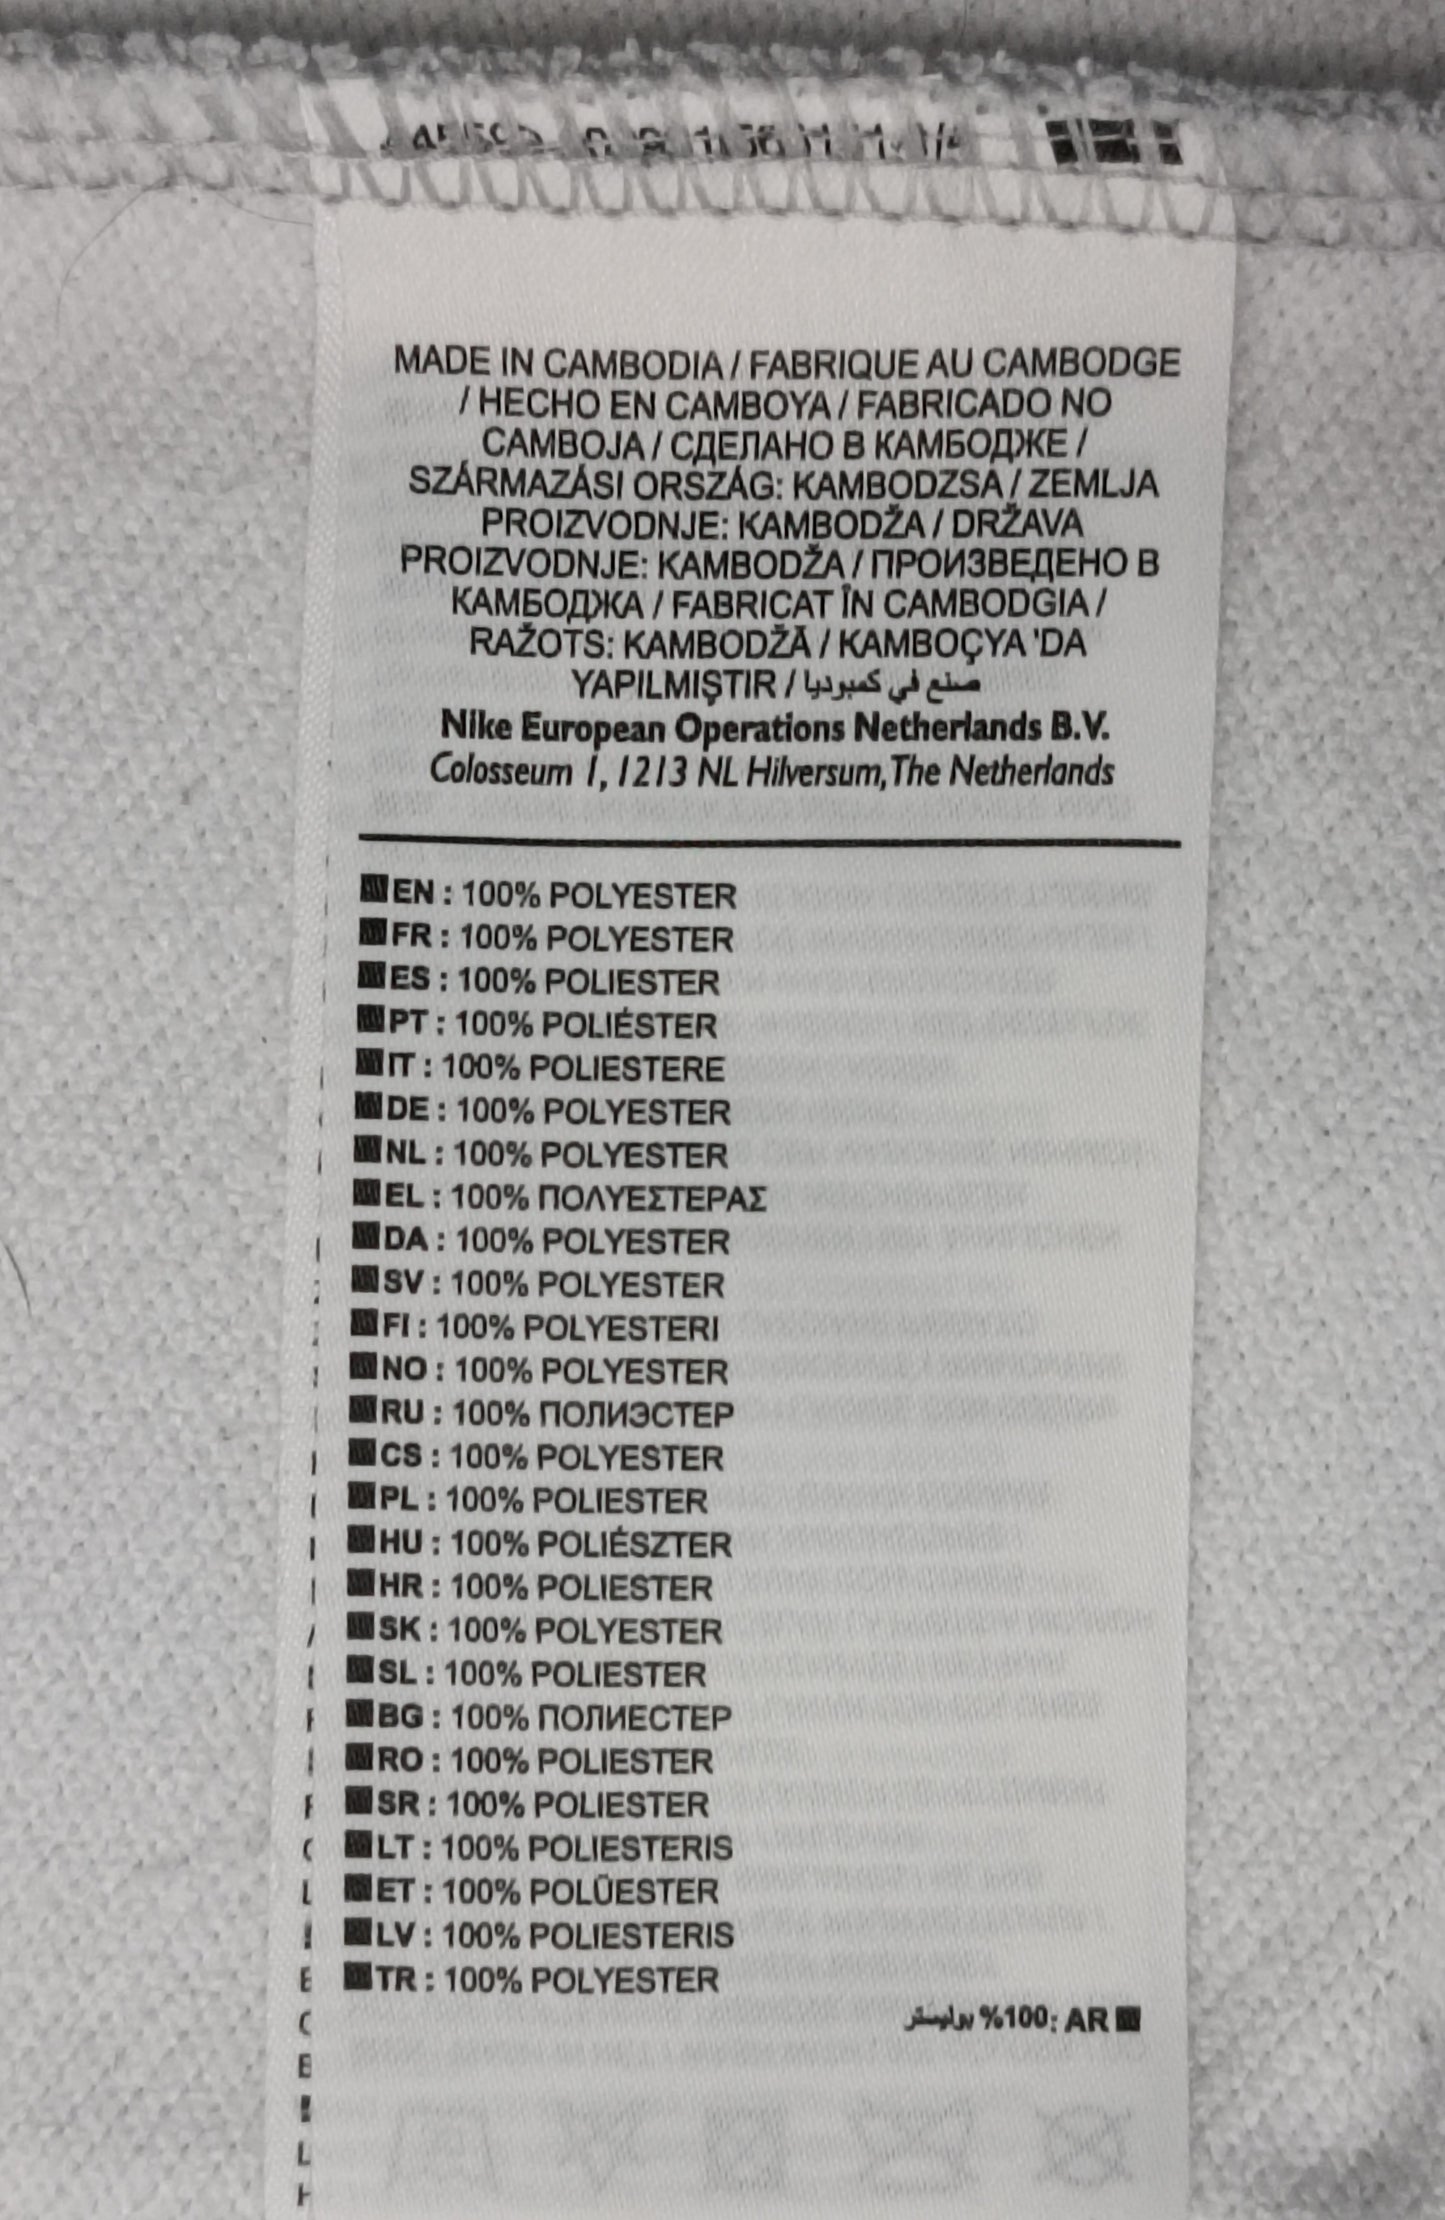 MADE IN CAMBODIA / FABRIQUE AU CAMBODGE
/ HECHO EN CAMBOYA / FABRICADO NO
CAMBOJA / СДЕЛАНО В КАМБОДЖЕ /
SZÁRMAZÁSI ORSZÁG: KAMBODZSA / ZEMLJA
PROIZVODNJE: KAMBODŽA / DRŽAVA
PROIZVODNJE: KAMBODŽA / ПРОИЗВЕДЕНО В
КАМБОДЖА / FABRICAT ÎN CAMBODGIA /
RAŽOTS: KAMBODŽĀ / KAMBOÇYA 'DA
YAPILMIŞTIR / صنع في كمبوديا
Nike European Operations Netherlands B.V.
Colosseum 1, 1213 NL Hilversum, The Netherlands
EN : 100% POLYESTER
FR : 100% POLYESTER
ES : 100% POLIESTER
PT : 100% POLIÉSTER
IT : 100% POLIESTERE
DE : 100% POLYESTER
NL : 100% POLYESTER
EL : 100% ΠΟΛΥΕΣΤΕΡΑΣ
DA : 100% POLYESTER
SV : 100% POLYESTER
FI : 100% POLYESTERI
NO : 100% POLYESTER
RU : 100% ПОЛИЭСТЕР
CS : 100% POLYESTER
PL : 100% POLIESTER
HU : 100% POLIÉSZTER
HR : 100% POLIESTER
SK : 100% POLYESTER
SL : 100% POLIESTER
BG : 100% ПОЛИЕСТЕР
RO : 100% POLIESTER
SR : 100% POLIESTER
LT : 100% POLIESTERIS
ET : 100% POLÜESTER
LV : 100% POLIESTERIS
TR : 100% POLYESTER
AR :100% بوليستر